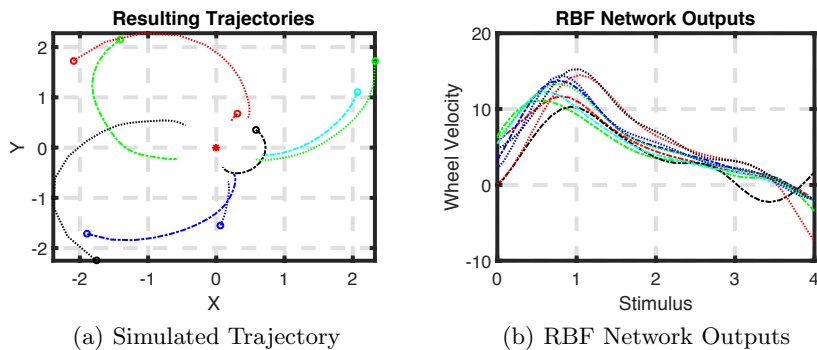 Resulting Trajectories
2
1
0
-1
-2
Y
-2
-1
0
1
2
X
(a) Simulated Trajectory
RBF Network Outputs
20
10
0
-10
Wheel Velocity
0
1
2
3
4
Stimulus
(b) RBF Network Outputs